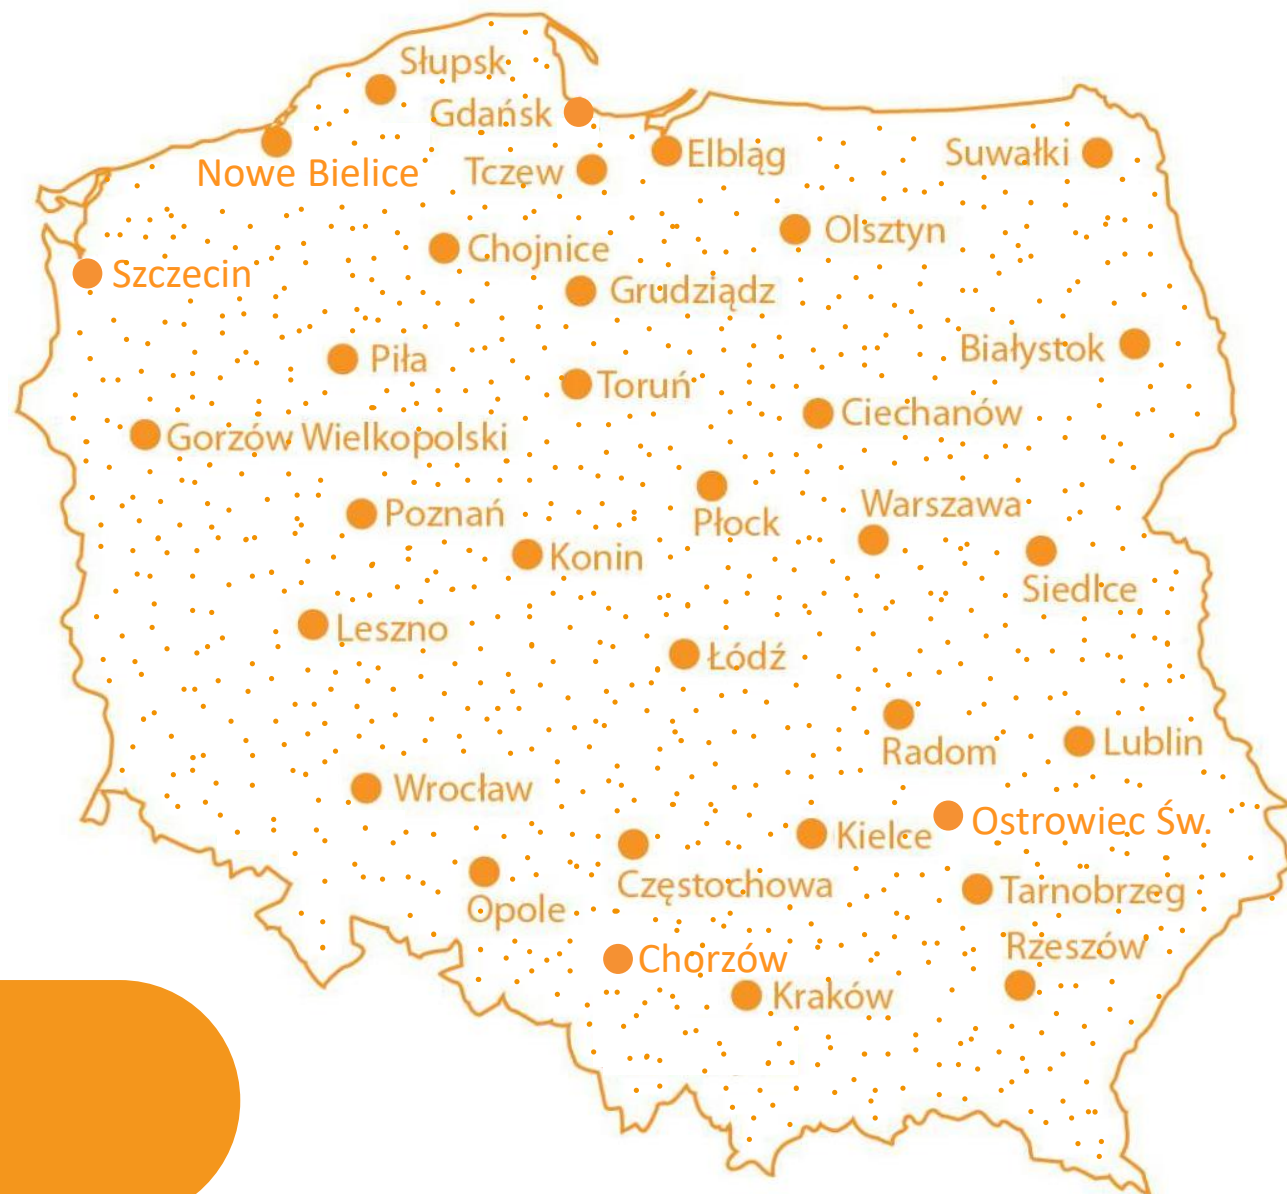 Słupsk
Gdańsk
Nowe Bielice
Tczew
Elbląg
Suwałki
Olsztyn
Chojnice
Szczecin
Grudziądz
Białystok
Piła
Toruń
Ciechanów
Gorzów Wielkopolski
Warszawa
Poznań
Płock
Konin
Siedlce
Leszno
Łódź
Radom
Lublin
Wrocław
Ostrowiec Św.
Kielce
Częstochowa
Tarnobrzeg
Opole
Rzeszów
Chorzów
Kraków